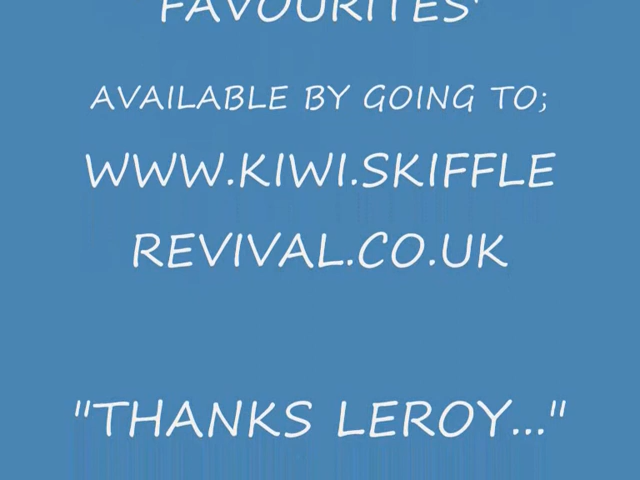 FAVOURITES'
AVAILABLE BY GOING TO;
WWW.KIWI.SKIFFLE
REVIVAL.CO.UK
"THANKS LEROY..."